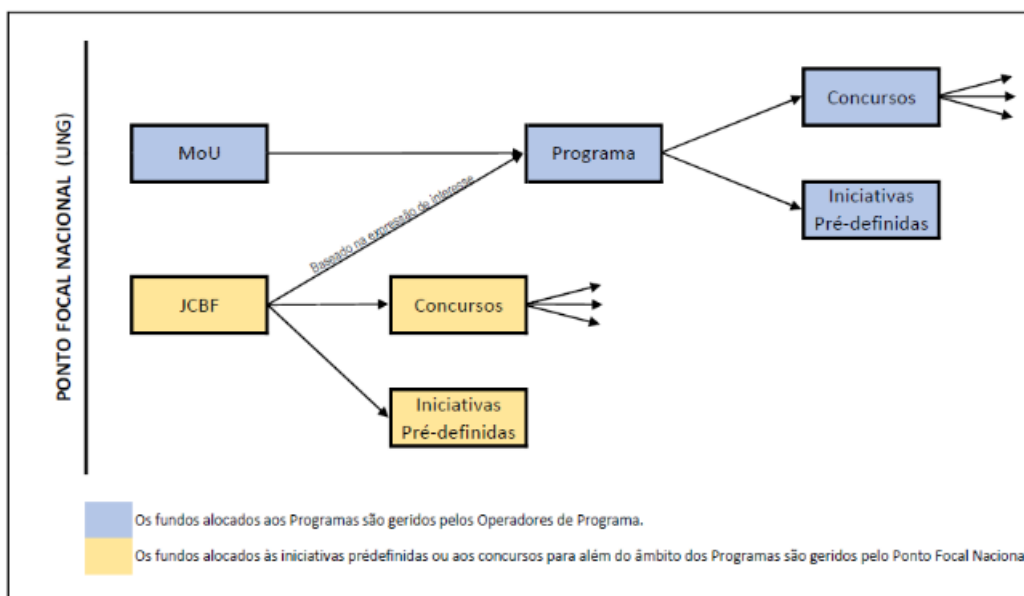 PONTO FOCAL NACIONAL (UNG)
Concursos
MoU
Programa
Iniciativas
Pré-definidas
Baseado na expressão de interesse
JCBF
Concursos
Iniciativas
Pré-definidas
Os fundos alocados aos Programas são geridos pelos Operadores de Programa.
Os fundos alocados às iniciativas prédefinidas ou aos concursos para além do âmbito dos Programas são geridos pelo Ponto Focal Naciona